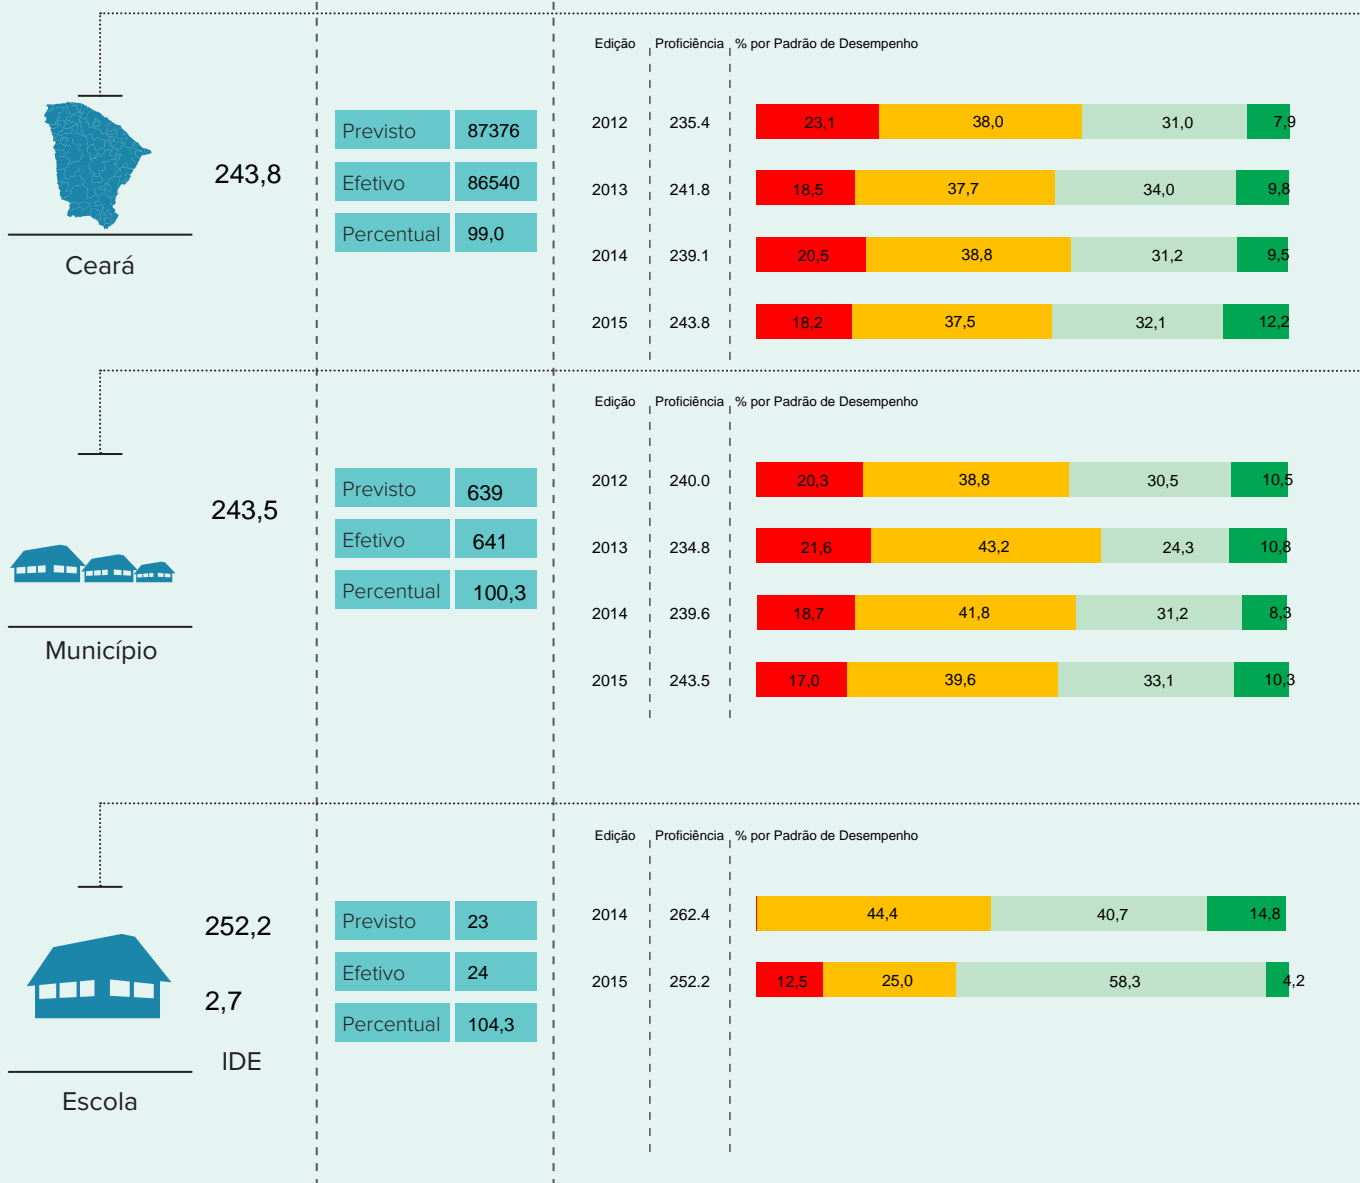 Edição Proficiência % por Padrão de Desempenho
243,8
Ceará
Previsto 87376
Efetivo 86540
Percentual 99,0
2012 235.4 23,1 38,0 31,0 7,9
2013 241.8 18,5 37,7 34,0 9,8
2014 239.1 20,5 38,8 31,2 9,5
2015 243.8 18,2 37,5 32,1 12,2
Edição Proficiência % por Padrão de Desempenho
243,5
Município
Previsto 639
Efetivo 641
Percentual 100,3
2012 240.0 20,3 38,8 30,5 10,5
2013 234.8 21,6 43,2 24,3 10,8
2014 239.6 18,7 41,8 31,2 8,3
2015 243.5 17,0 39,6 33,1 10,3
Edição Proficiência % por Padrão de Desempenho
252,2
2,7
IDE
Escola
Previsto 23
Efetivo 24
Percentual 104,3
2014 262.4 44,4 40,7 14,8
2015 252.2 12,5 25,0 58,3 4,2